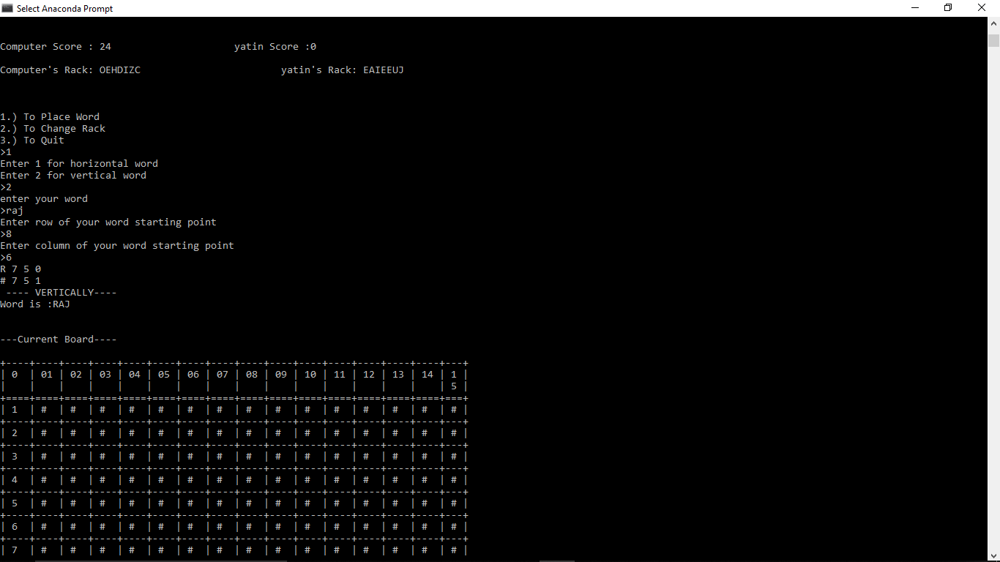 Select Anaconda Prompt
Computer Score : 24                     yatin Score :0
Computer's Rack: OEHDIZC                        yatin's Rack: EAIEEUJ
1.) To Place Word
2.) To Change Rack
3.) To Quit
>1
Enter 1 for horizontal word
Enter 2 for vertical word
>2
enter your word
>raj
Enter row of your word starting point
>8
Enter column of your word starting point
>6
R 7 5 0
# 7 5 1
 ---- VERTICALLY----
Word is :RAJ
---Current Board----
+----+----+----+----+----+----+----+----+----+----+----+----+----+----+----+---+
| 0  | 01 | 02 | 03 | 04 | 05 | 06 | 07 | 08 | 09 | 10 | 11 | 12 | 13 | 14 | 1 |
|    |    |    |    |    |    |    |    |    |    |    |    |    |    |    | 5 |
+====+====+====+====+====+====+====+====+====+====+====+====+====+====+====+===+
| 1  | #  | #  | #  | #  | #  | #  | #  | #  | #  | #  | #  | #  | #  | #  | # |
+----+----+----+----+----+----+----+----+----+----+----+----+----+----+----+---+
| 2  | #  | #  | #  | #  | #  | #  | #  | #  | #  | #  | #  | #  | #  | #  | # |
+----+----+----+----+----+----+----+----+----+----+----+----+----+----+----+---+
| 3  | #  | #  | #  | #  | #  | #  | #  | #  | #  | #  | #  | #  | #  | #  | # |
+----+----+----+----+----+----+----+----+----+----+----+----+----+----+----+---+
| 4  | #  | #  | #  | #  | #  | #  | #  | #  | #  | #  | #  | #  | #  | #  | # |
+----+----+----+----+----+----+----+----+----+----+----+----+----+----+----+---+
| 5  | #  | #  | #  | #  | #  | #  | #  | #  | #  | #  | #  | #  | #  | #  | # |
+----+----+----+----+----+----+----+----+----+----+----+----+----+----+----+---+
| 6  | #  | #  | #  | #  | #  | #  | #  | #  | #  | #  | #  | #  | #  | #  | # |
+----+----+----+----+----+----+----+----+----+----+----+----+----+----+----+---+
| 7  | #  | #  | #  | #  | #  | #  | #  | #  | #  | #  | #  | #  | #  | #  | # |